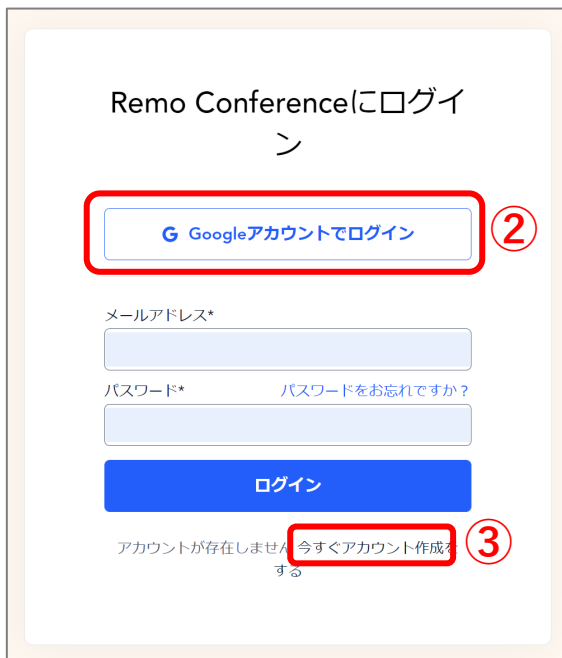 Remo Conferenceにログイ
ン
G Googleアカウントでログイン
②
メールアドレス*
パスワード* パスワードをお忘れですか？
ログイン
アカウントが存在しません 今すぐアカウント作成を
③
する